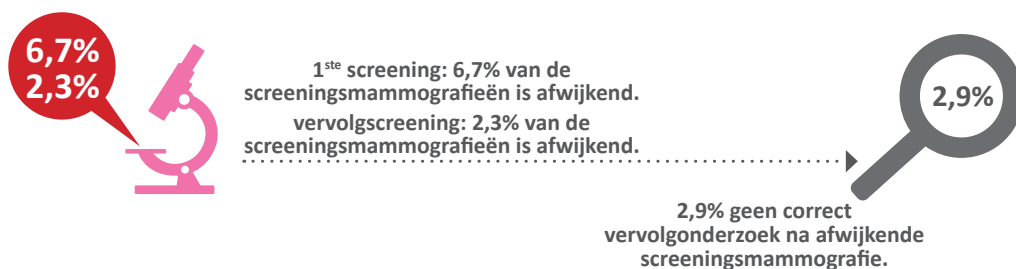 6,7%
2,3%
1ste screening: 6,7% van de
screeningsmammografieën is afwijkend.
vervolgscreening: 2,3% van de
screeningsmammografieën is afwijkend.
2,9%
2,9% geen correct
vervolgonderzoek na afwijkende
screeningsmammografie.